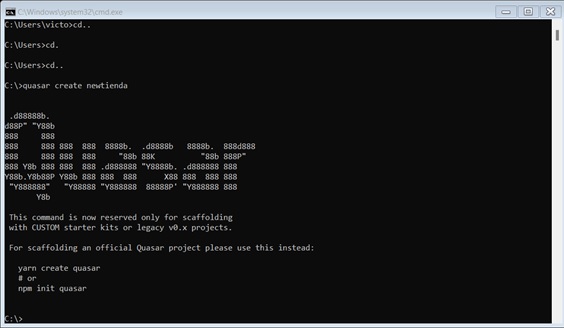 C:\Windows\system32\cmd.exe
C:\Users\victo>cd..
C:\Users>cd.
C:\Users>cd..
C:\>quasar create newtienda
 .d88888b.
d88P" "Y88b
888     888
888     888 888  888  8888b.  .d8888b   8888b.  888d888
888     888 888  888     "88b 88K          "88b 888P"
888 Y8b 888 888  888 .d888888 "Y8888b. .d888888 888
Y88b.Y8b88P Y88b 888 888  888      X88 888  888 888
 "Y888888"   "Y88888 "Y888888  88888P' "Y888888 888
       Y8b
This command is now reserved only for scaffolding
with CUSTOM starter kits or legacy v0.x projects.
For scaffolding an official Quasar project please use this instead:
yarn create quasar
# or
npm init quasar
C:\>